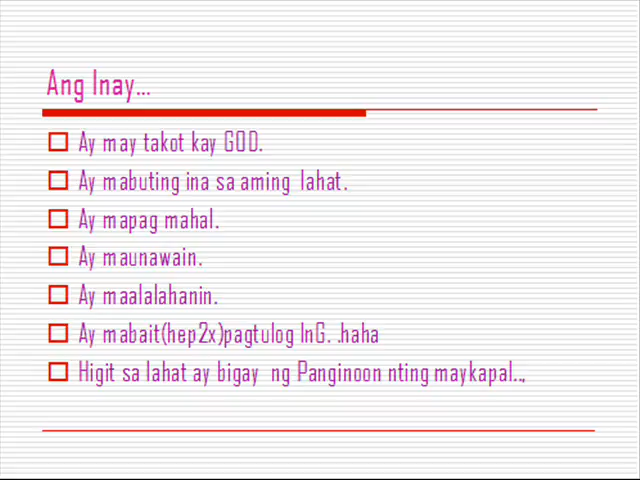 Ang Inay...
Ay may takot kay GOD.
Ay mabuting ina sa aming lahat.
Ay mapag mahal.
Ay maunawain.
Ay maalalahanin.
Ay mabait(hep2x)pagtulog lnG. .haha
Higit sa lahat ay bigay ng Panginoon nting maykapal..,